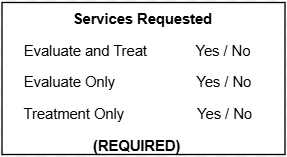 Services Requested
Evaluate and Treat Yes / No
Evaluate Only Yes / No
Treatment Only Yes / No
(REQUIRED)